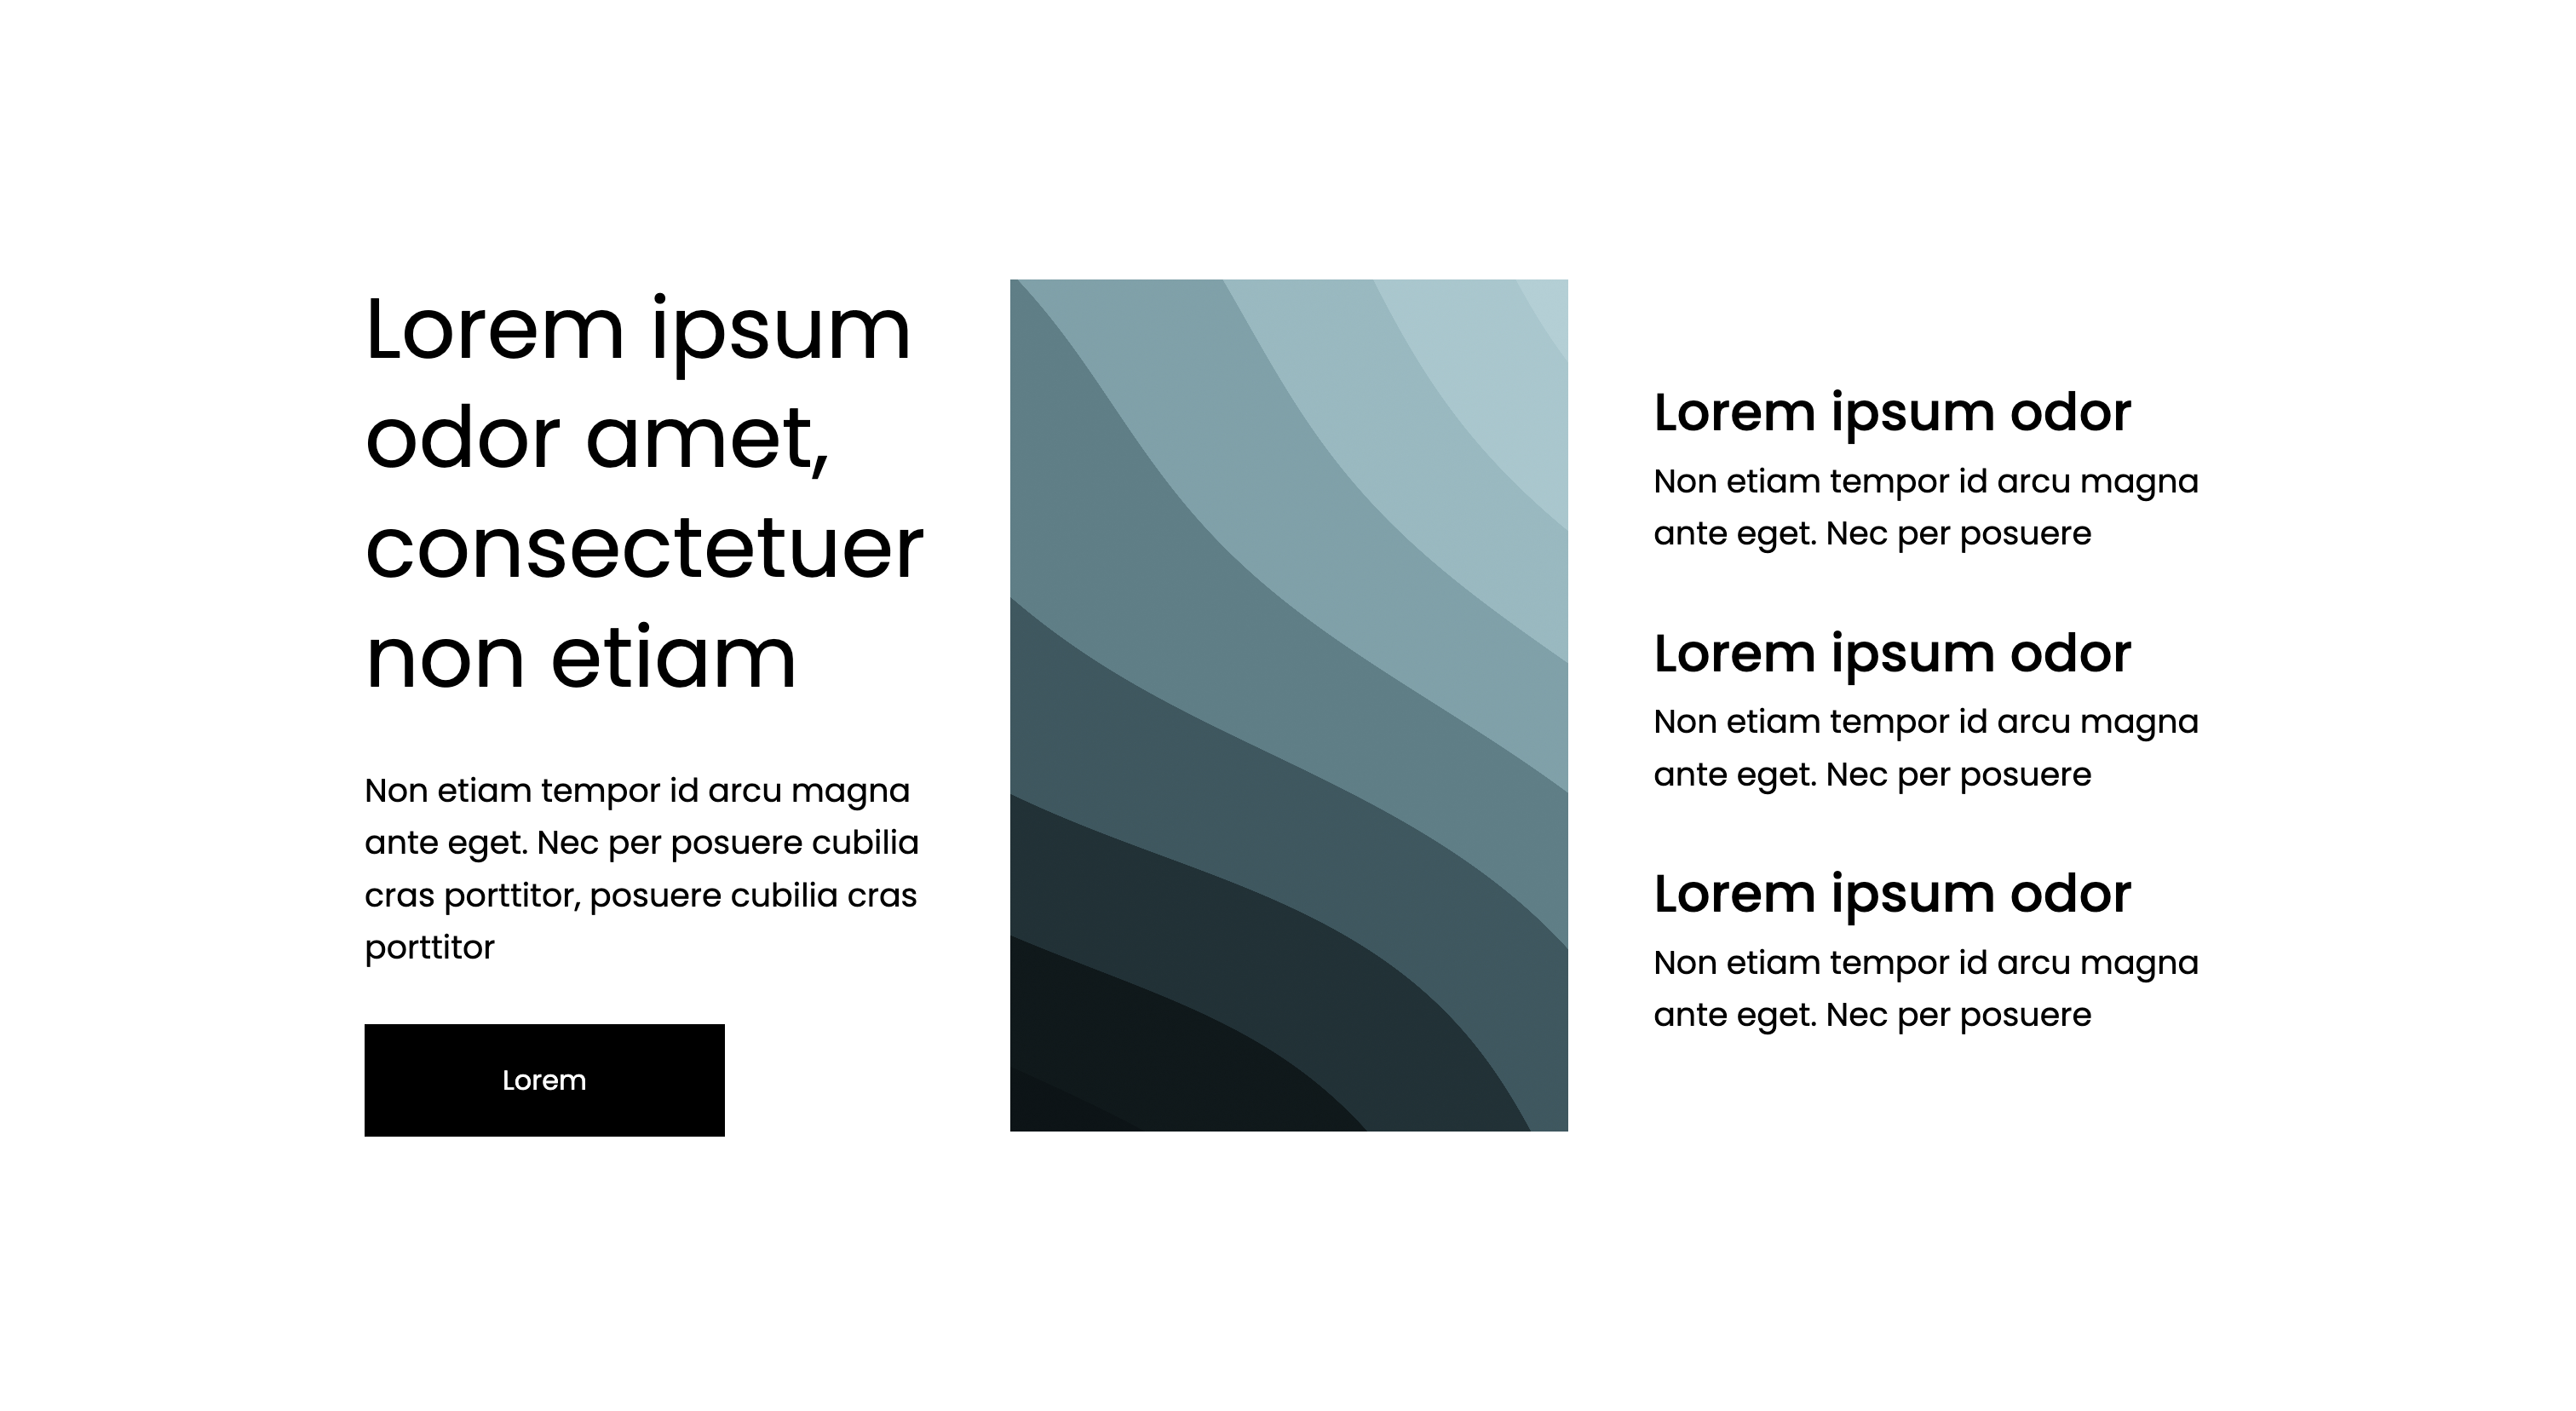 Lorem ipsum
odor amet,
consectetuer
non etiam
Non etiam tempor id arcu magna
ante eget. Nec per posuere cubilia
cras porttitor, posuere cubilia cras
porttitor
Lorem
Lorem ipsum odor
Non etiam tempor id arcu magna
ante eget. Nec per posuere
Lorem ipsum odor
Non etiam tempor id arcu magna
ante eget. Nec per posuere
Lorem ipsum odor
Non etiam tempor id arcu magna
ante eget. Nec per posuere